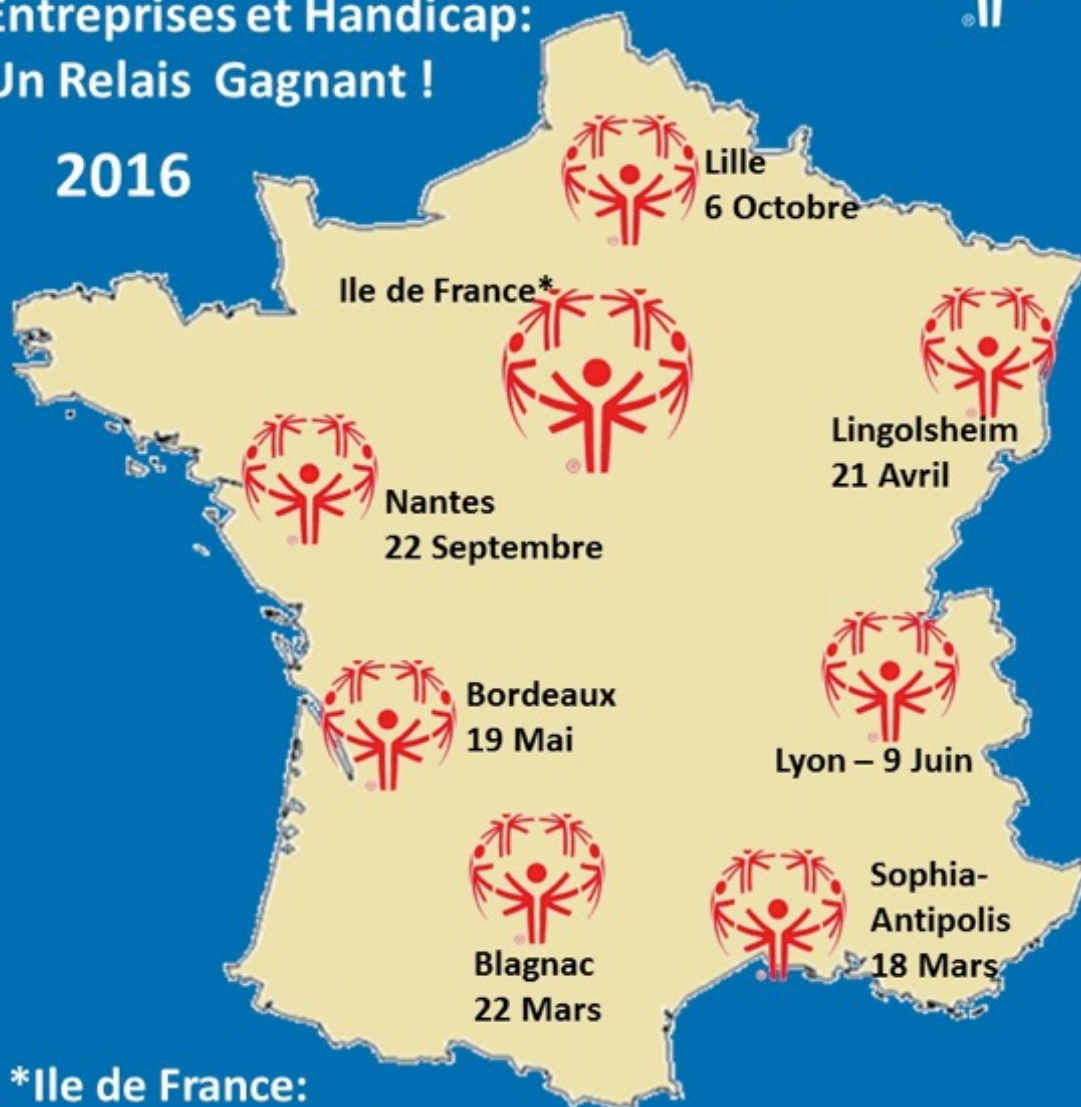 Entreprises et Handicap:
Un Relais Gagnant !
2016
Lille
6 Octobre
Ile de France*
Lingolsheim
21 Avril
Nantes
22 Septembre
Bordeaux
19 Mai
Lyon – 9 Juin
Sophia-
Antipolis
18 Mars
Blagnac
22 Mars
*Ile de France: